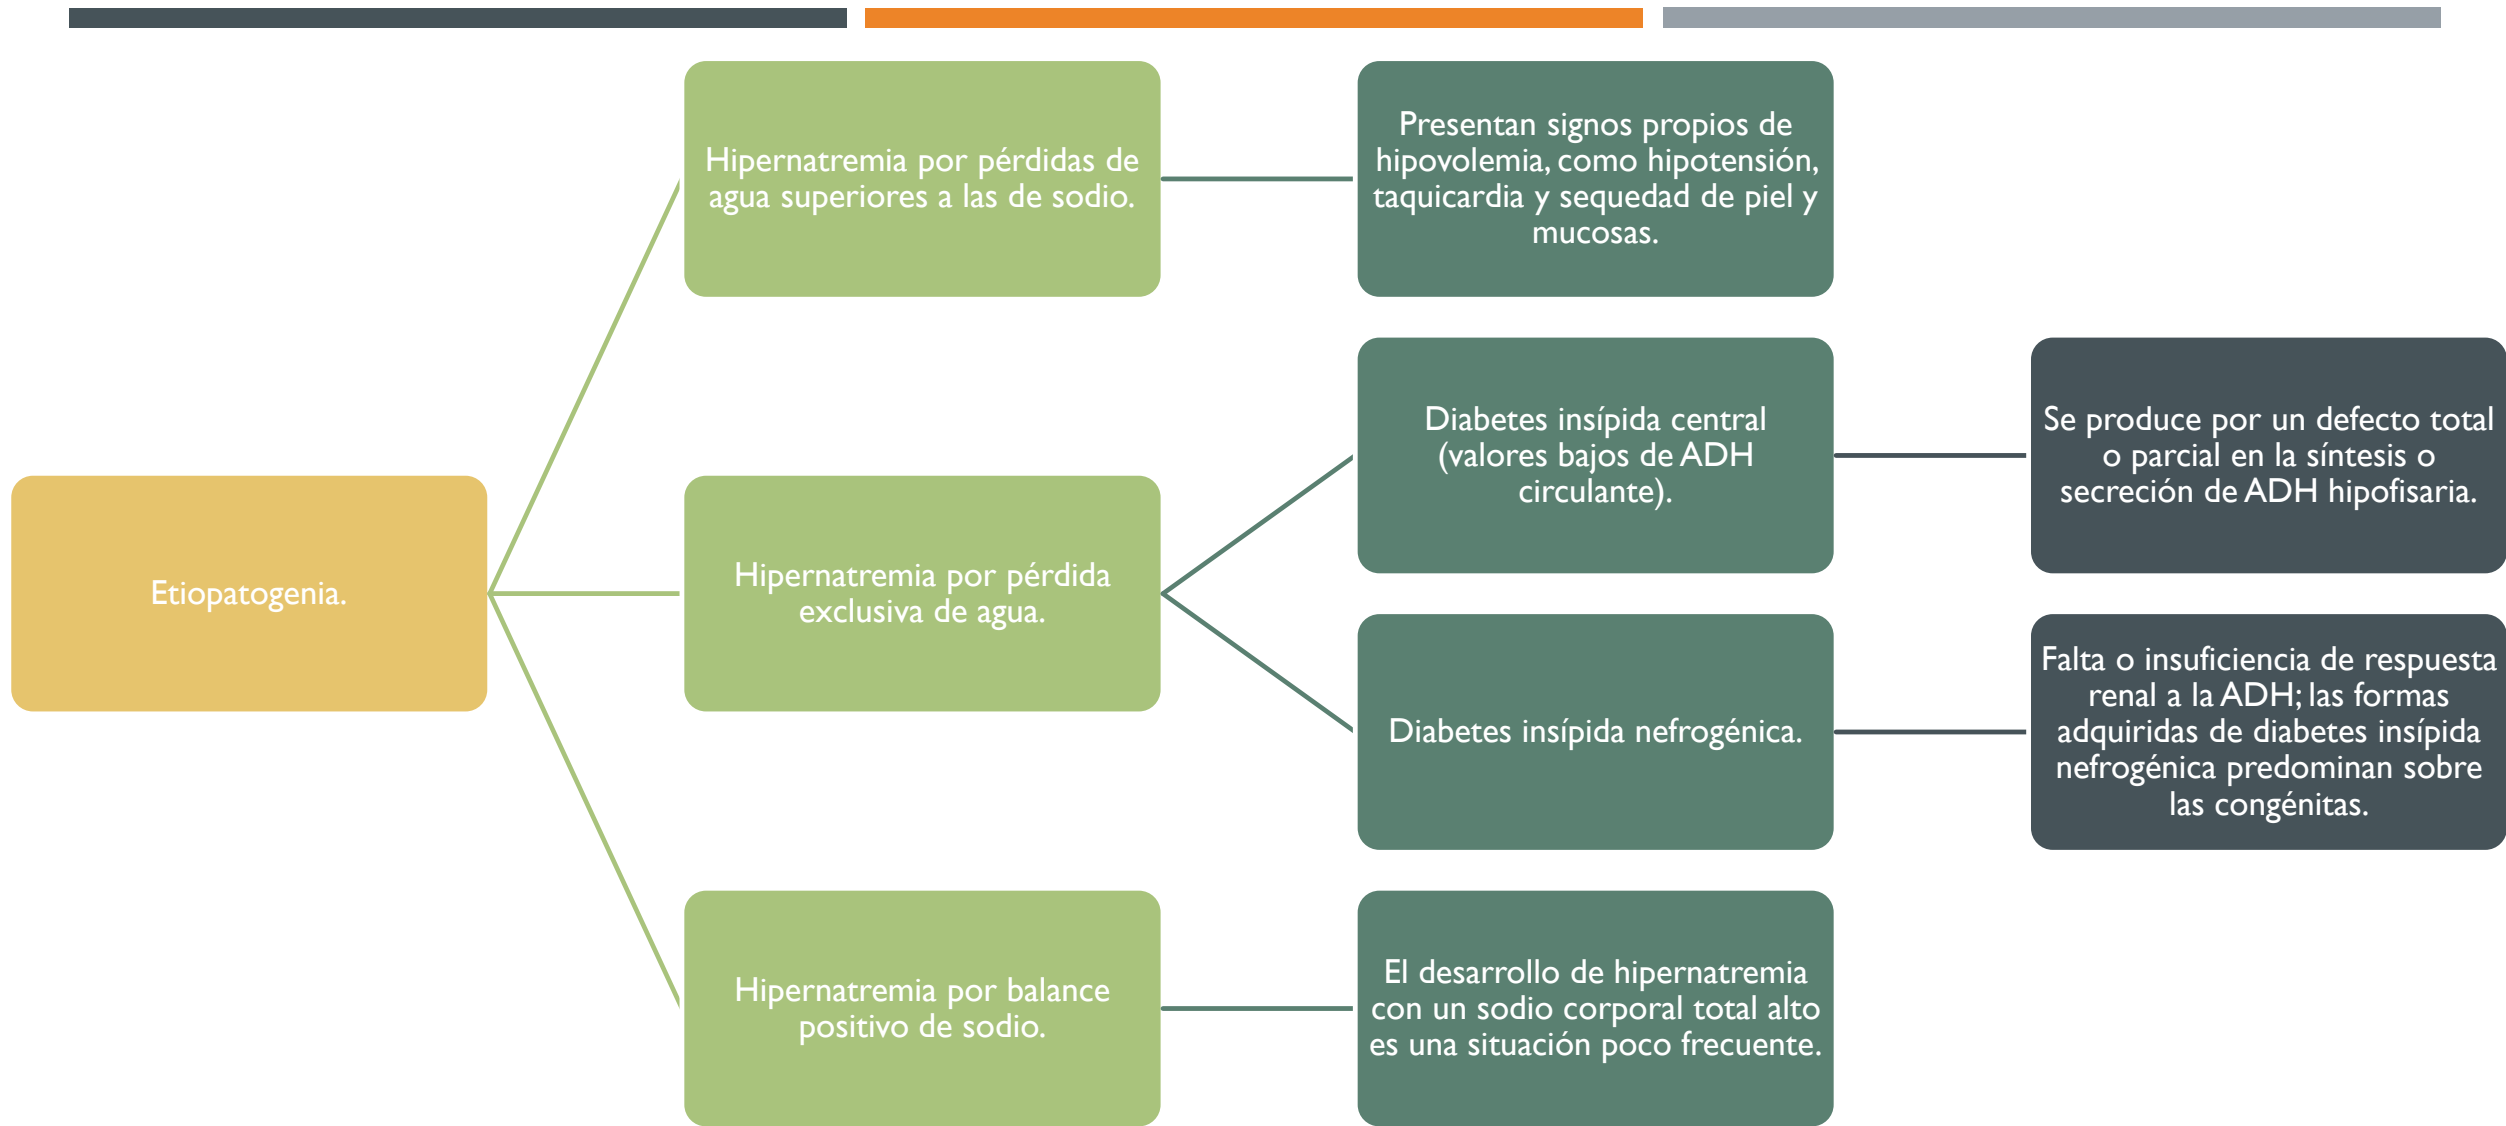 Etiopatogenia.
Hipernatremia por pérdidas de
agua superiores a las de sodio.
Presentan signos propios de
hipovolemia, como hipotensión,
taquicardia y sequedad de piel y
mucosas.
Hipernatremia por pérdida
exclusiva de agua.
Diabetes insípida central
(valores bajos de ADH
circulante).
Se produce por un defecto total
o parcial en la síntesis o
secreción de ADH hipofisaria.
Diabetes insípida nefrogénica.
Falta o insuficiencia de respuesta
renal a la ADH; las formas
adquiridas de diabetes insípida
nefrogénica predominan sobre
las congénitas.
Hipernatremia por balance
positivo de sodio.
El desarrollo de hipernatremia
con un sodio corporal total alto
es una situación poco frecuente.